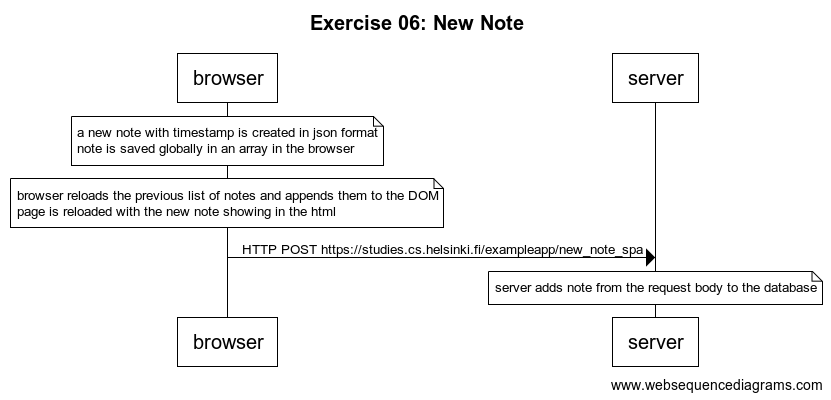 Exercise 06: New Note
browser
server
a new note with timestamp is created in json format
note is saved globally in an array in the browser
browser reloads the previous list of notes and appends them to the DOM
page is reloaded with the new note showing in the html
HTTP POST https://studies.cs.helsinki.fi/exampleapp/new_note_spa
server adds note from the request body to the database
browser
server
www.websequencediagrams.com